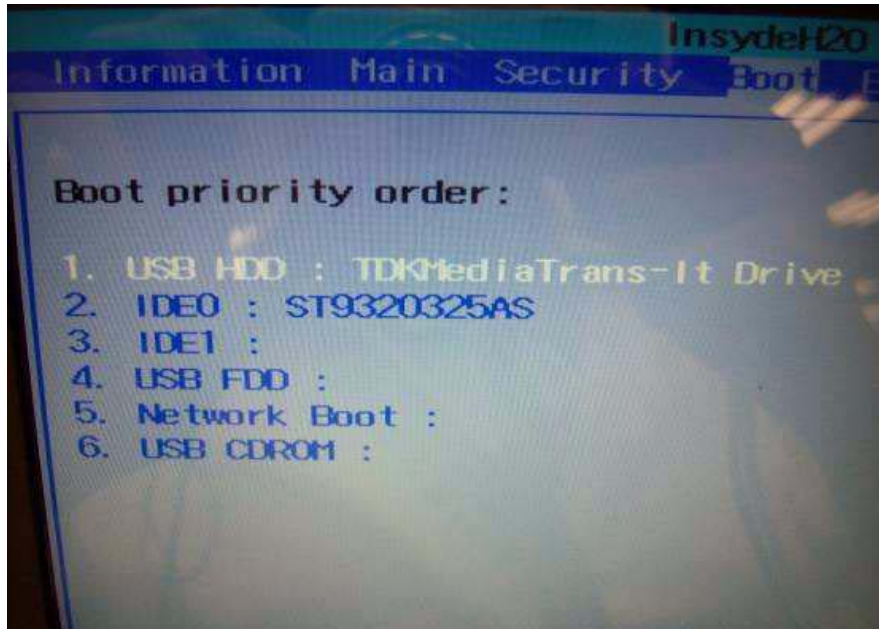 InsydeH20
Information Main Security Boot
Boot priority order:
1. USB HDD : TDKMediaTrans-It Drive
2. IDE0 : ST9320325AS
3. IDE1 :
4. USB FDD :
5. Network Boot :
6. USB CDROM :